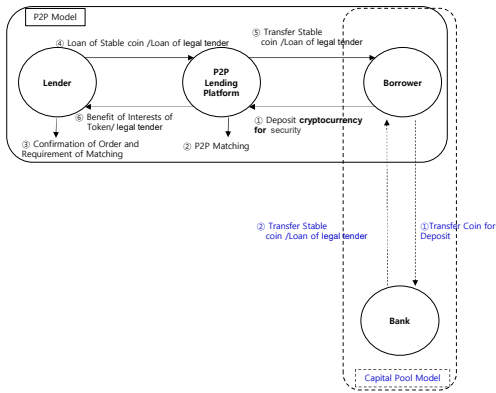 P2P Model
④ Loan of Stable coin /Loan of legal tender
⑤ Transfer Stable
coin /Loan of legal tender
Lender
P2P
Lending
Platform
Borrower
⑥ Benefit of Interests of
Token/ legal tender
① Deposit cryptocurrency
for security
③ Confirmation of Order and
Requirement of Matching
② P2P Matching
② Transfer Stable
coin /Loan of legal tender
①Transfer Coin for
Deposit
Bank
Capital Pool Model